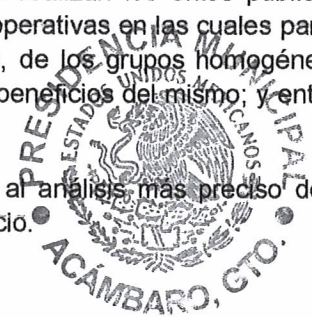 operativas en las cuales par
, de los grupos homogéne
beneficios del mismo; y ent
al análisis más preciso de
cio.
PRESIDENCIA MUNICIPAL
ESTADOS UNIDOS MEXICANOS
ACÁMBARO, GTO.